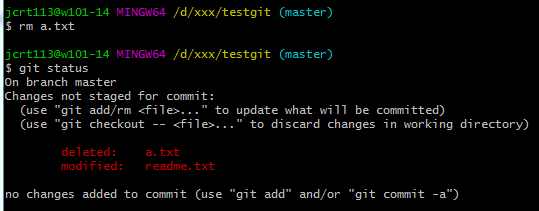 jcrt113@w101-14 MINGW64 /d/xxx/testgit (master)
$ rm a.txt
jcrt113@w101-14 MINGW64 /d/xxx/testgit (master)
$ git status
On branch master
Changes not staged for commit:
  (use "git add/rm <file>..." to update what will be committed)
  (use "git checkout -- <file>..." to discard changes in working directory)
        deleted:    a.txt
        modified:   readme.txt
no changes added to commit (use "git add" and/or "git commit -a")